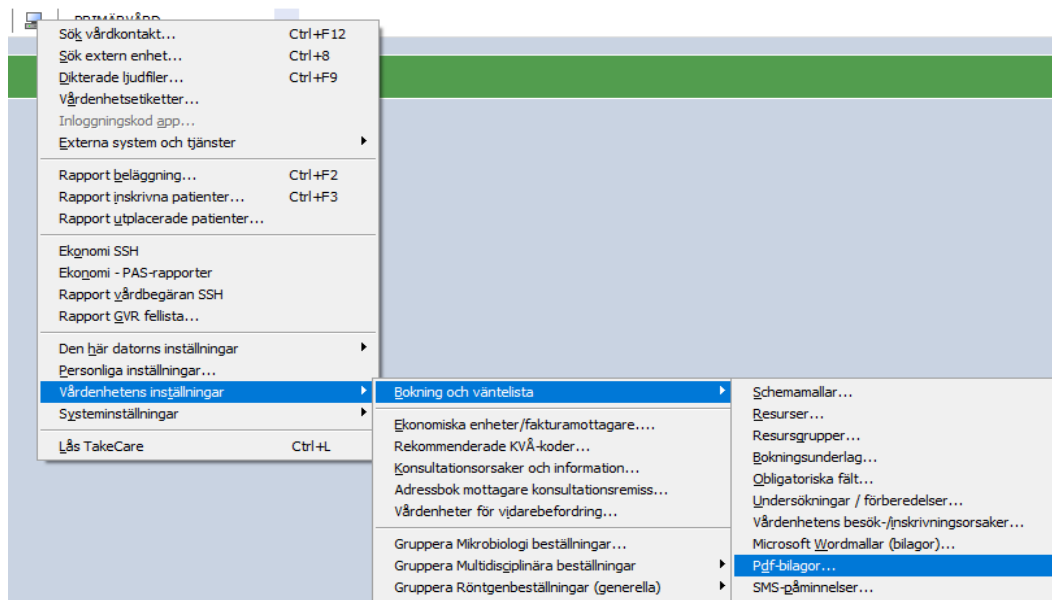 PRIMÄRVÅRD
Sök vårdkontakt... Ctrl+F12
Sök extern enhet... Ctrl+8
Dikterade ljudfiler... Ctrl+F9
Vårdenhetsetiketter...
Inloggningskod app...
Externa system och tjänster
Rapport beläggning... Ctrl+F2
Rapport inskrivna patienter... Ctrl+F3
Rapport utplacerade patienter...
Ekonomi SSH
Ekonomi - PAS-rapporter
Rapport vårdbegäran SSH
Rapport GVR fellista...
Den här datorns inställningar
Personliga inställningar...
Vårdenhetens inställningar
Systeminställningar
Lås TakeCare Ctrl+L
Bokning och väntelista
Ekonomiska enheter/fakturamottagare....
Rekommenderade KVÅ-koder...
Konsultationsorsaker och information...
Adressbok mottagare konsultationsremiss...
Vårdenheter för vidarebefordring...
Gruppera Mikrobiologi beställningar...
Gruppera Multidisciplinära beställningar
Gruppera Röntgenbeställningar (generella)
Schemamallar...
Resurser...
Resursgrupper...
Bokningsunderlag...
Obligatoriska fält...
Undersökningar / förberedelser...
Vårdenhetens besök-/inskrivningsorsaker...
Microsoft Wordmallar (bilagor)...
Pdf-bilagor...
SMS-påminnelser...